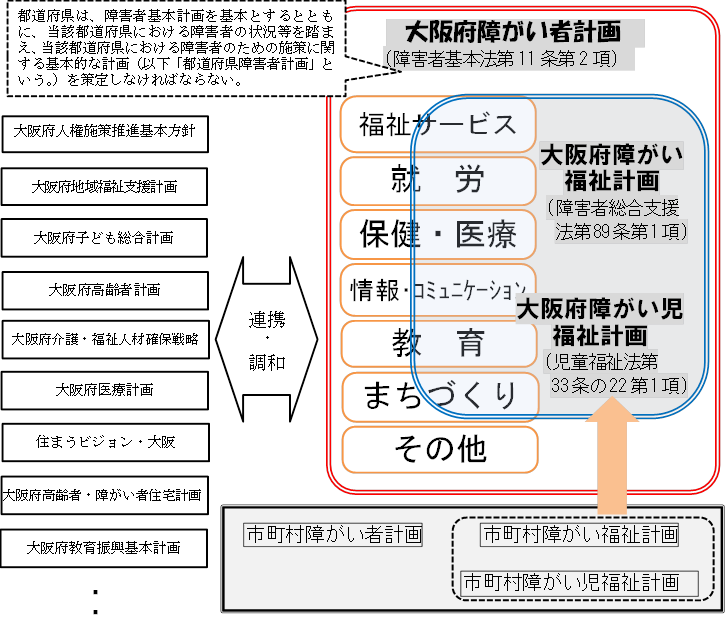 都道府県は、障害者基本計画を基本とするととも
に、当該都道府県における障害者の状況等を踏ま
え、当該都道府県における障害者のための施策に関
する基本的な計画（以下「都道府県障害者計画」と
いう。）を策定しなければならない。
大阪府障がい者計画
（障害者基本法第11条第2項）
大阪府人権施策推進基本方針
大阪府地域福祉支援計画
大阪府子ども総合計画
大阪府高齢者計画
大阪府介護・福祉人材確保戦略
大阪府医療計画
住まうビジョン・大阪
大阪府高齢者・障がい者住宅計画
大阪府教育振興基本計画
・
・
連携
・
調和
福祉サービス
就　労
保健・医療
情報・コミュニケーション
教　育
まちづくり
その他
大阪府障がい
福祉計画
（障害者総合支援
法第89条第1項）
大阪府障がい児
福祉計画
（児童福祉法第
33条の22第1項）
市町村障がい者計画
市町村障がい福祉計画
市町村障がい児福祉計画